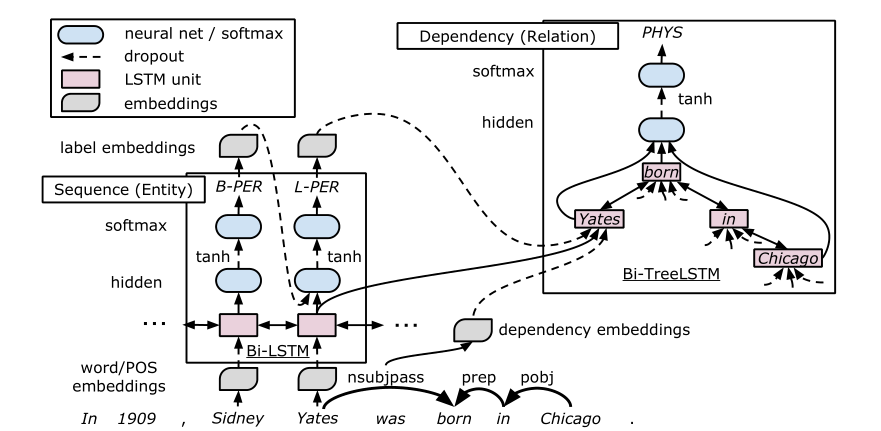 neural net / softmax
dropout
LSTM unit
embeddings
Dependency (Relation)
PHYS
softmax
tanh
hidden
born
Yates
in
Chicago
Bi-TreeLSTM
label embeddings
Sequence (Entity)
B-PER
L-PER
softmax
tanh
tanh
hidden
...
...
Bi-LSTM
dependency embeddings
word/POS
embeddings
nsubjpass
prep
pobj
In 1909 , Sidney Yates was born in Chicago .